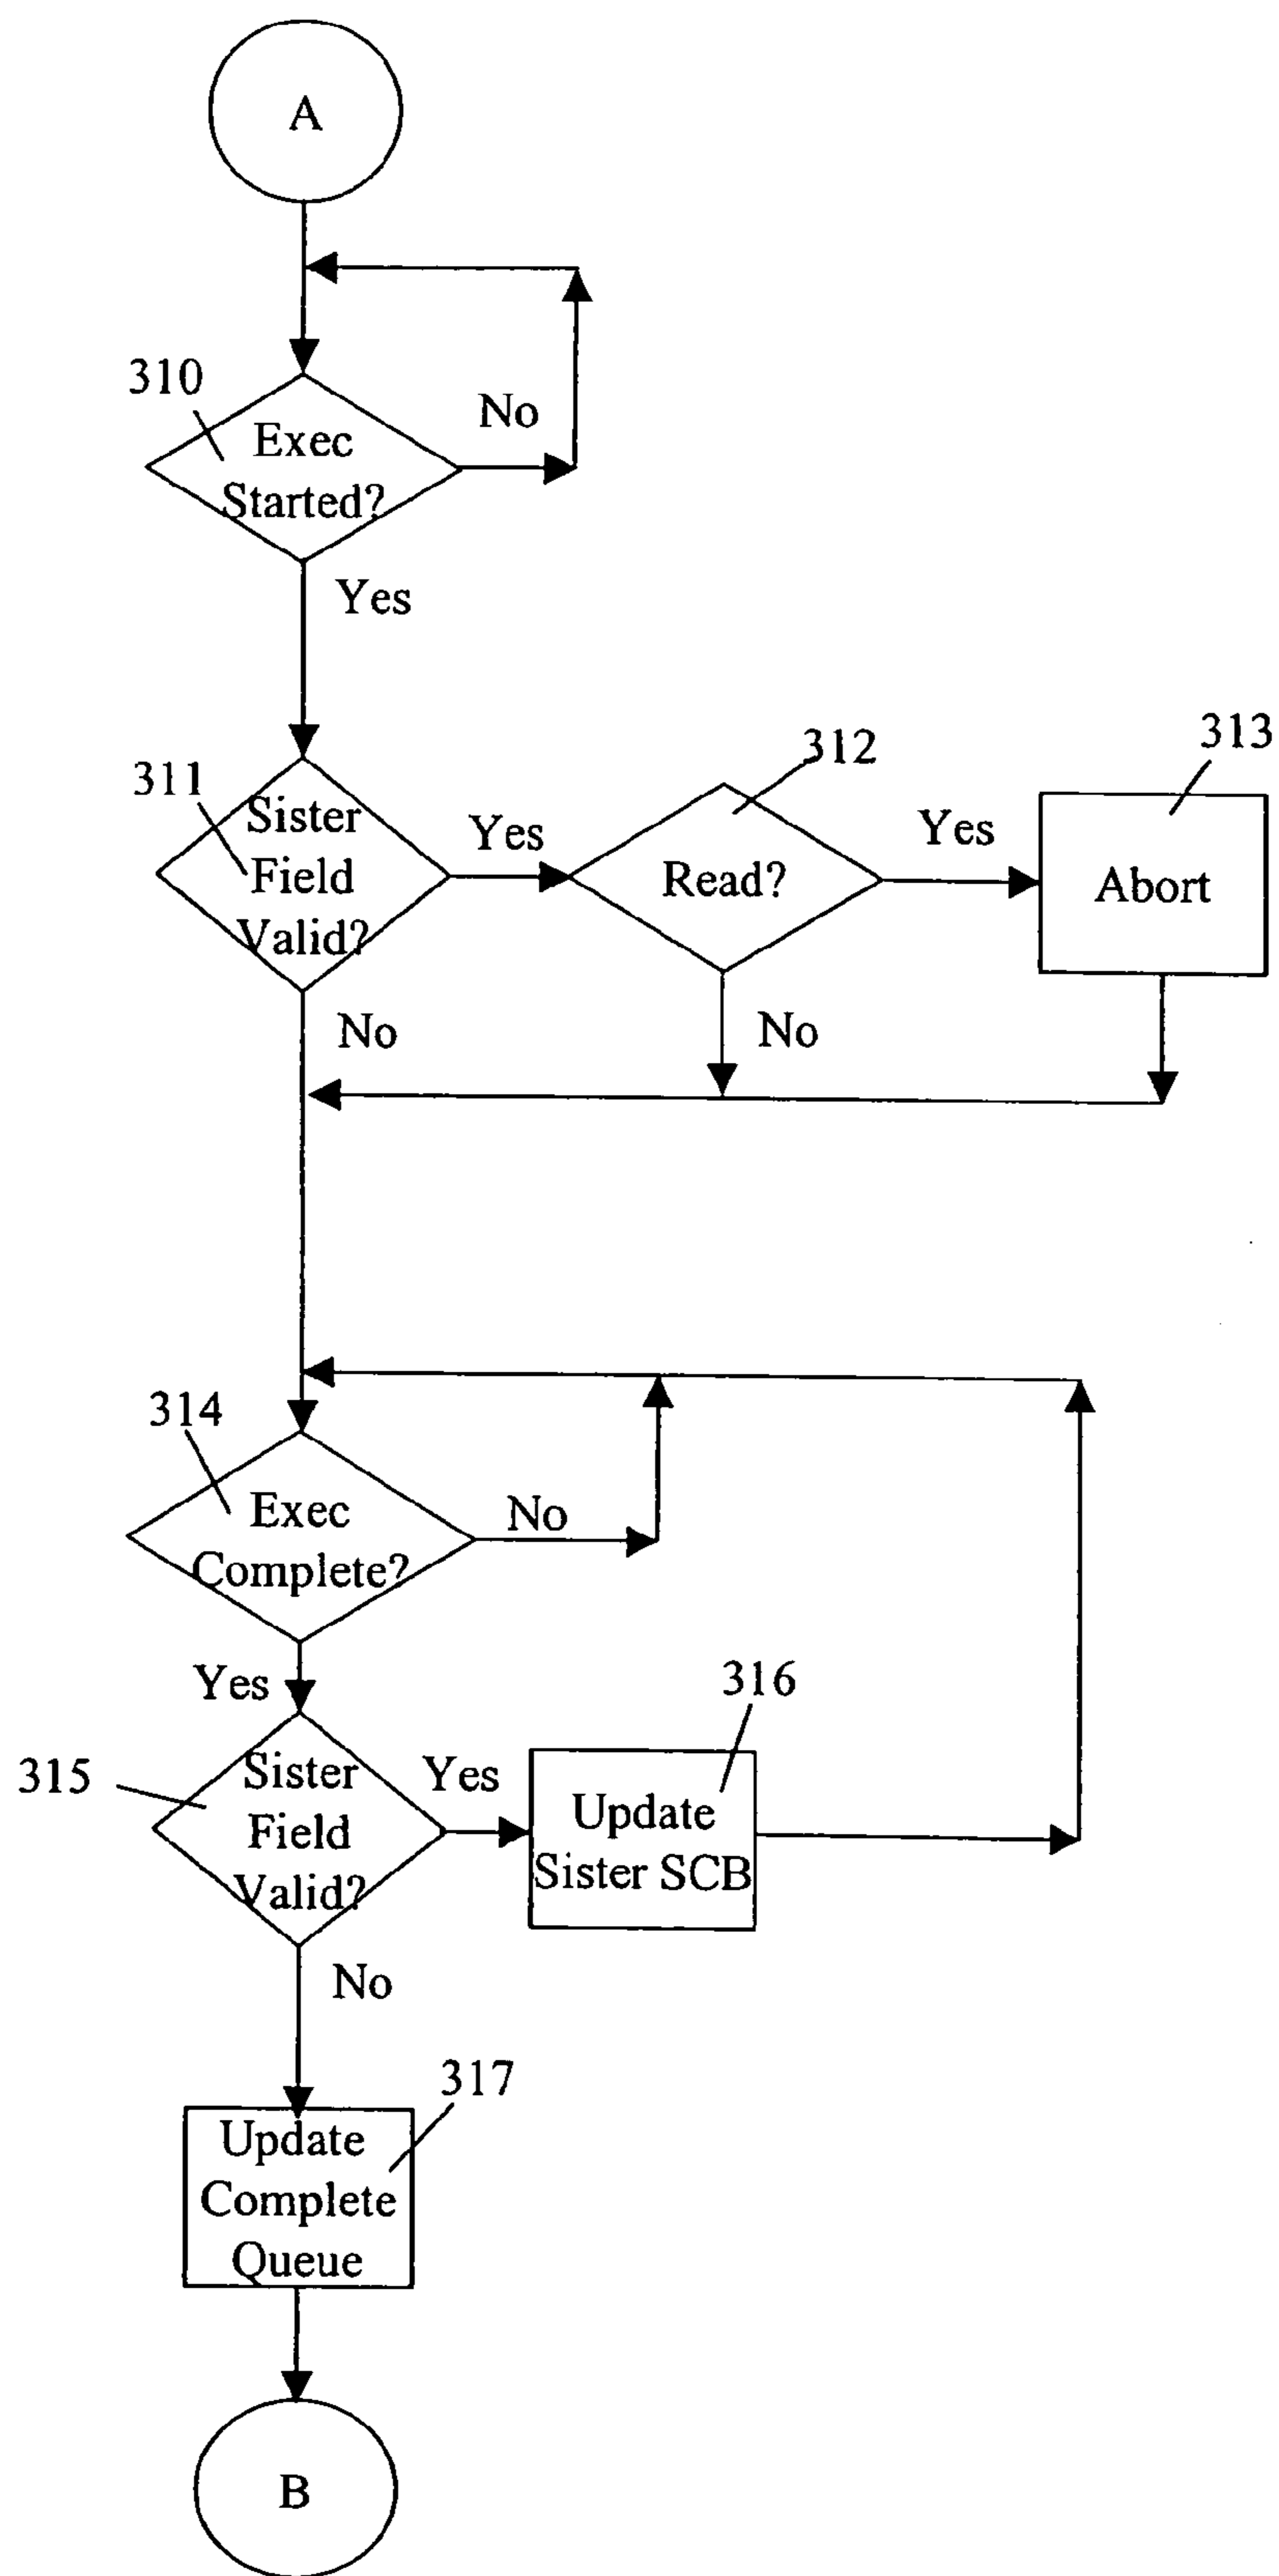 A
310
Exec
Started?
No
Yes
311
Sister
Field
Valid?
Yes
312
Read?
Yes
313
Abort
No
No
314
Exec
Complete?
No
Yes
315
Sister
Field
Valid?
Yes
316
Update
Sister SCB
No
317
Update
Complete
Queue
B